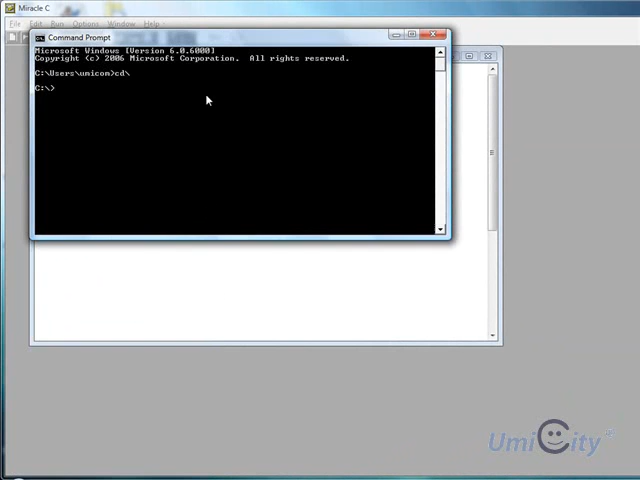 Miracle C
File Edit Run Options Window Help
Command Prompt
Microsoft Windows [Version 6.0.6000]
Copyright (c) 2006 Microsoft Corporation.  All rights reserved.
C:\Users\umicom>cd\
C:\>
UmiCity